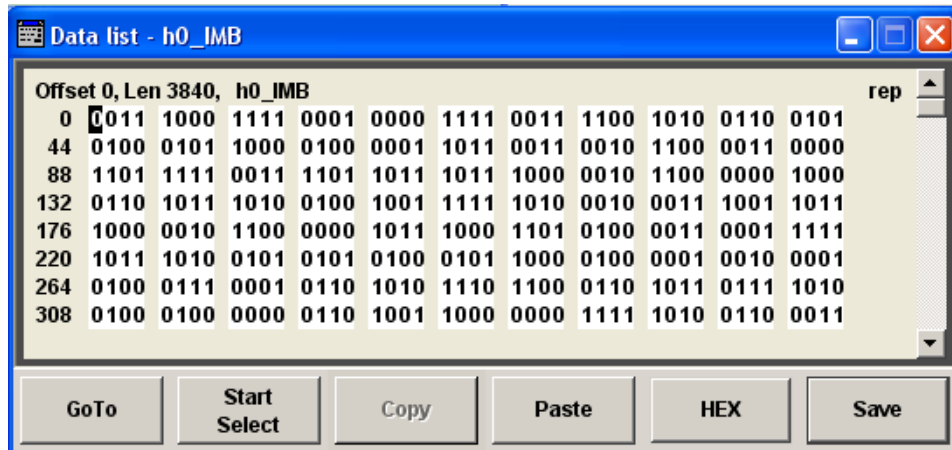 Data list - h0_IMB
Offset 0, Len 3840, h0_IMB rep
0 0011 1000 1111 0001 0000 1111 0011 1100 1010 0110 0101
44 0100 0101 1000 0100 0001 1011 0011 0010 1100 0011 0000
88 1101 1111 0011 1101 1011 1011 1000 0010 1100 0000 1000
132 0110 1011 1010 0100 1001 1111 1010 0010 0011 1001 1011
176 1000 0010 1100 0000 1011 1000 1101 0100 0011 0001 1111
220 1011 1010 0101 0101 0100 0101 1000 0100 0001 0010 0001
264 0100 0111 0001 0110 1010 1110 1100 0110 1011 0111 1010
308 0100 0100 0000 0110 1001 1000 0000 1111 1010 0110 0011
GoTo Start Select Copy Paste HEX Save